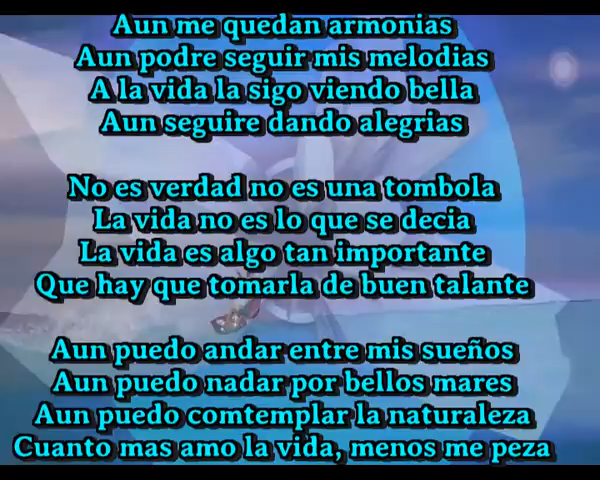 Aun me quedan armonias
Aun podre seguir mis melodias
A la vida la sigo viendo bella
Aun seguire dando alegrias
No es verdad no es una tombola
La vida no es lo que se decia
La vida es algo tan importante
Que hay que tomarla de buen talante
Aun puedo andar entre mis sueños
Aun puedo nadar por bellos mares
Aun puedo comtemplar la naturaleza
Cuanto mas amo la vida, menos me peza